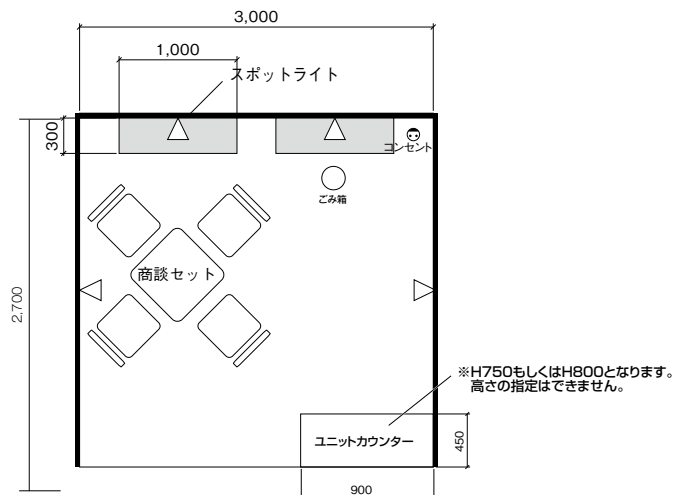 3,000
1,000
スポットライト
300
コンセント
ごみ箱
商談セット
2,700
※H750もしくはH800となります。
高さの指定はできません。
ユニットカウンター
450
900